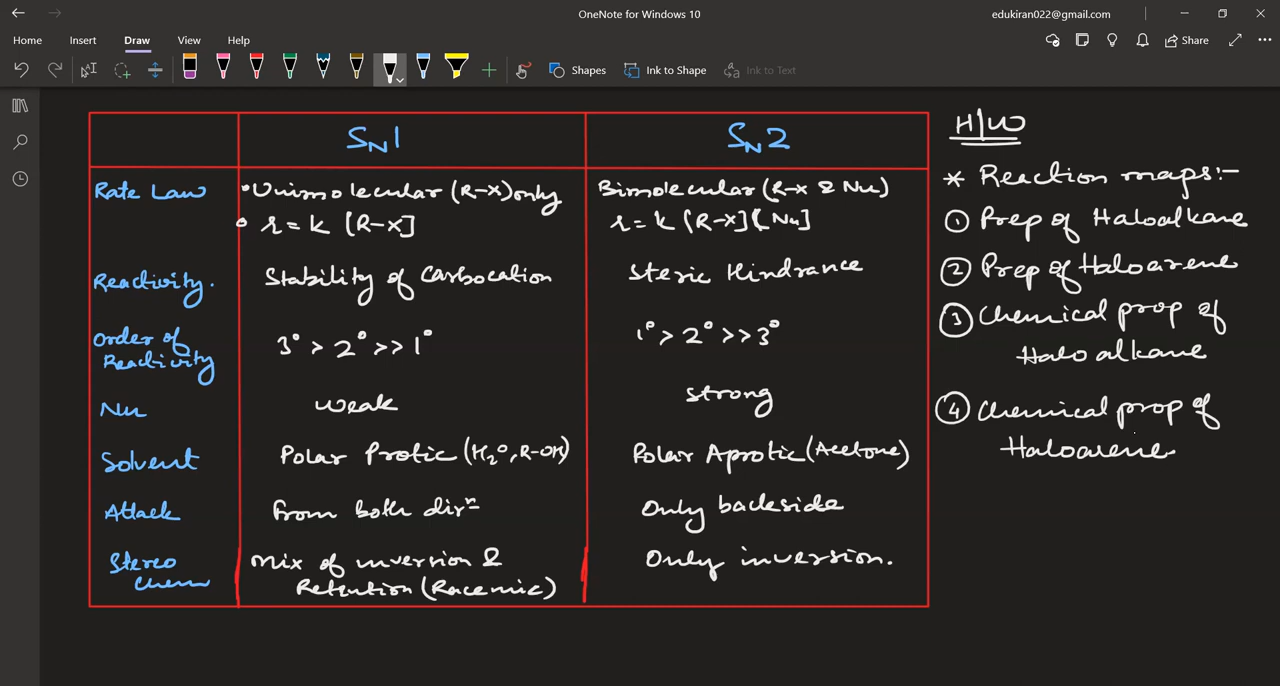 OneNote for Windows 10
edukiran022@gmail.com
Home Insert Draw View Help
Share
Shapes
Ink to Shape
Ink to Text
SN1 SN2
Rate Law
• Unimolecular (R-X) only
• r = k [R-X]
Bimolecular (R-x & Nu)
r = k [R-X][Nu]
Reactivity.
Stability of Carbocation
Steric Hindrance
Order of
Reactivity
3° > 2° >> 1°
1° > 2° >> 3°
Nu
weak
strong
Solvent
Polar Protic (H₂O, R-OH)
Polar Aprotic (Acetone)
Attack
From both dirⁿ
Only backside
Stereo
Chem
Mix of inversion &
Retention (Racemic)
Only inversion.
H/W
* Reaction maps:-
① Prep of Haloalkane
② Prep of Haloarene
③ Chemical prop of
Haloalkane
④ Chemical prop of
Haloarene